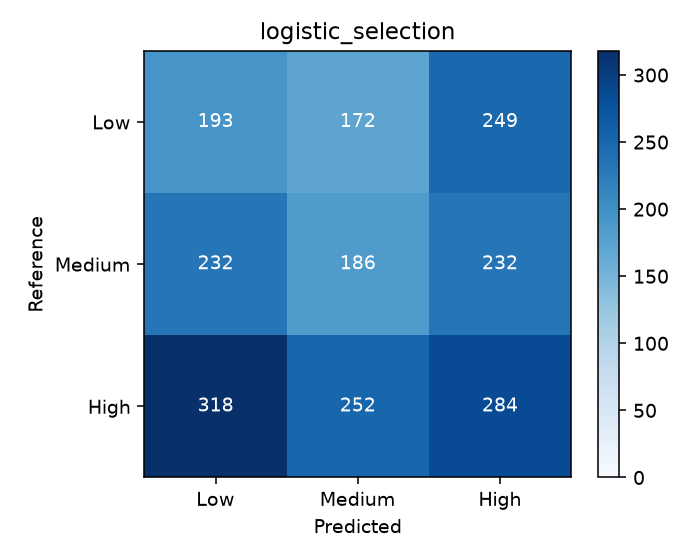 logistic_selection
Low 193 172 249
Medium 232 186 232
High 318 252 284
Low Medium High
Predicted
Reference
300
250
200
150
100
50
0